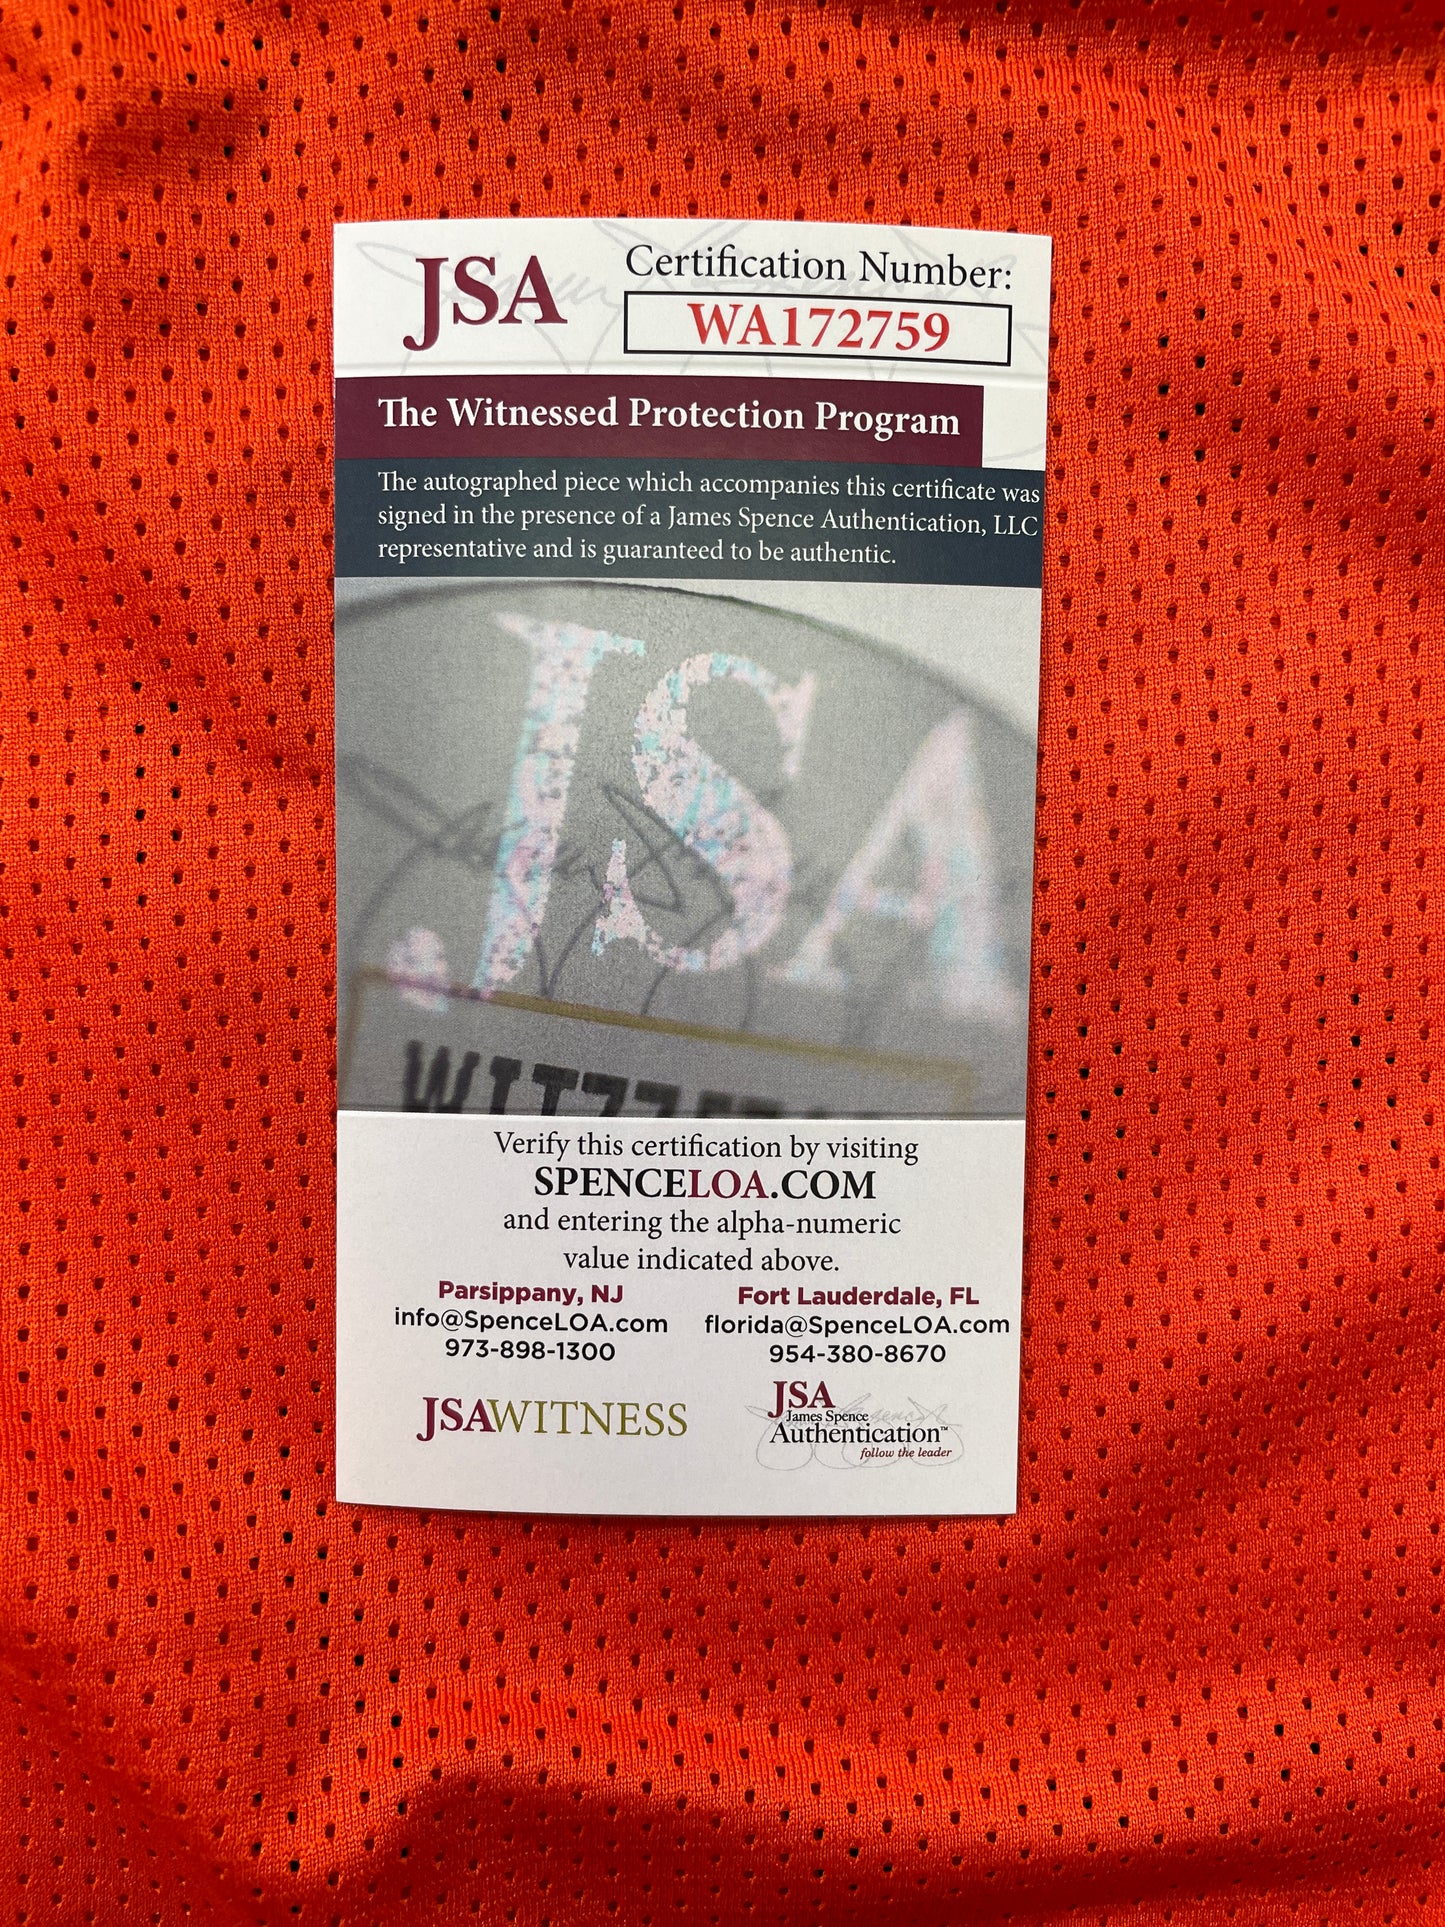 JSA
Certification Number:
WA172759
The Witnessed Protection Program
The autographed piece which accompanies this certificate was
signed in the presence of a James Spence Authentication, LLC
representative and is guaranteed to be authentic.
JSA
Verify this certification by visiting
SPENCELOA.COM
and entering the alpha-numeric
value indicated above.
Parsippany, NJ
info@SpenceLOA.com
973-898-1300
Fort Lauderdale, FL
florida@SpenceLOA.com
954-380-8670
JSAWITNESS
JSA
James Spence
Authentication™
follow the leader